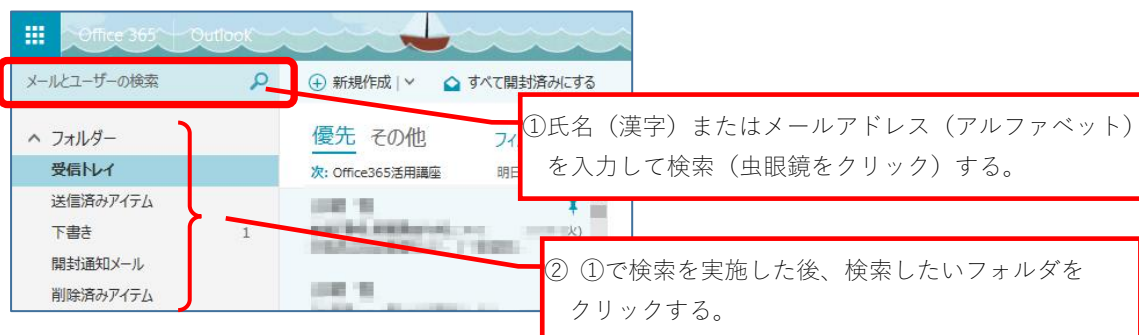 Office 365 Outlook
メールとユーザーの検索
新規作成 すべて開封済みにする
①氏名（漢字）またはメールアドレス（アルファベット）
を入力して検索（虫眼鏡をクリック）する。
フォルダー
優先 その他
受信トレイ
次: Office365活用講座 明日
送信済みアイテム
下書き 1
火)
開封通知メール
削除済みアイテム
② ①で検索を実施した後、検索したいフォルダを
クリックする。